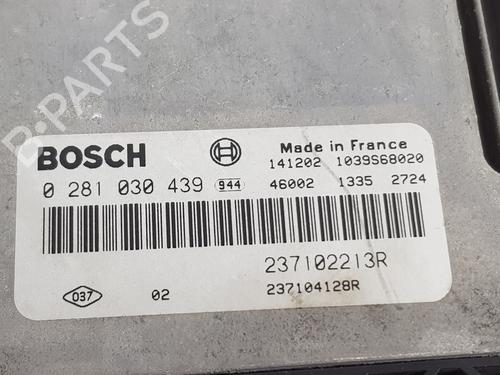 B-PARTS
BOSCH
Made in France
141202 1039S68020
0 281 030 439 944 46002 1335 2724
237102213R
037 02 237104128R